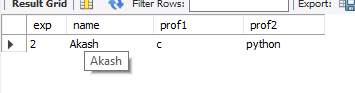 Result Grid Filter Rows: Export:
exp name prof1 prof2
2 Akash c python
Akash